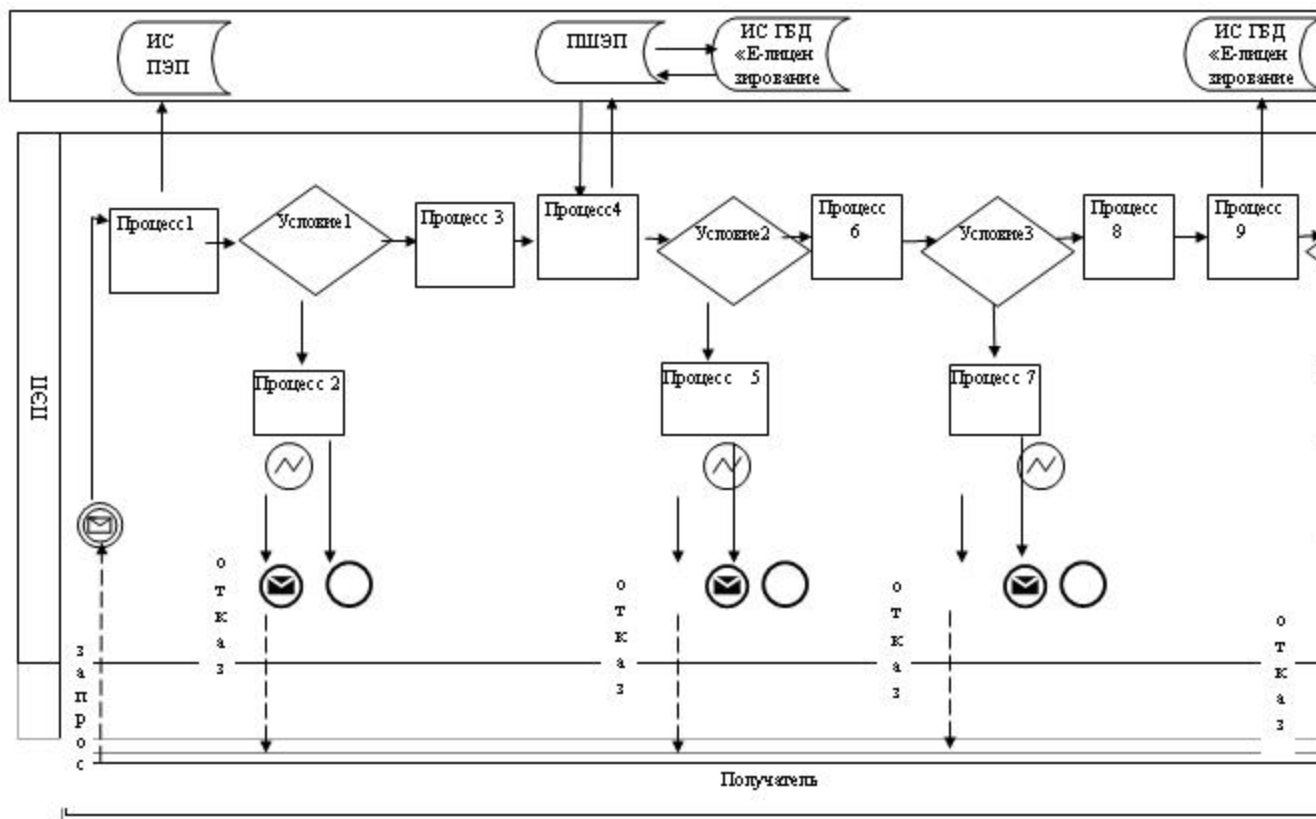 ИС
ПЭП
ПШЭП
ИС ГБД
«Е-лицен
зирование
ИС ГБД
«Е-лицен
зирование
Процесс1
Условие1
Процесс 3
Процесс4
Условие2
Процесс
6
Условие3
Процесс
8
Процесс
9
Процесс 2
Процесс 5
Процесс 7
ПЭП
отказ
отказ
отказ
отказ
запрос
Получатель